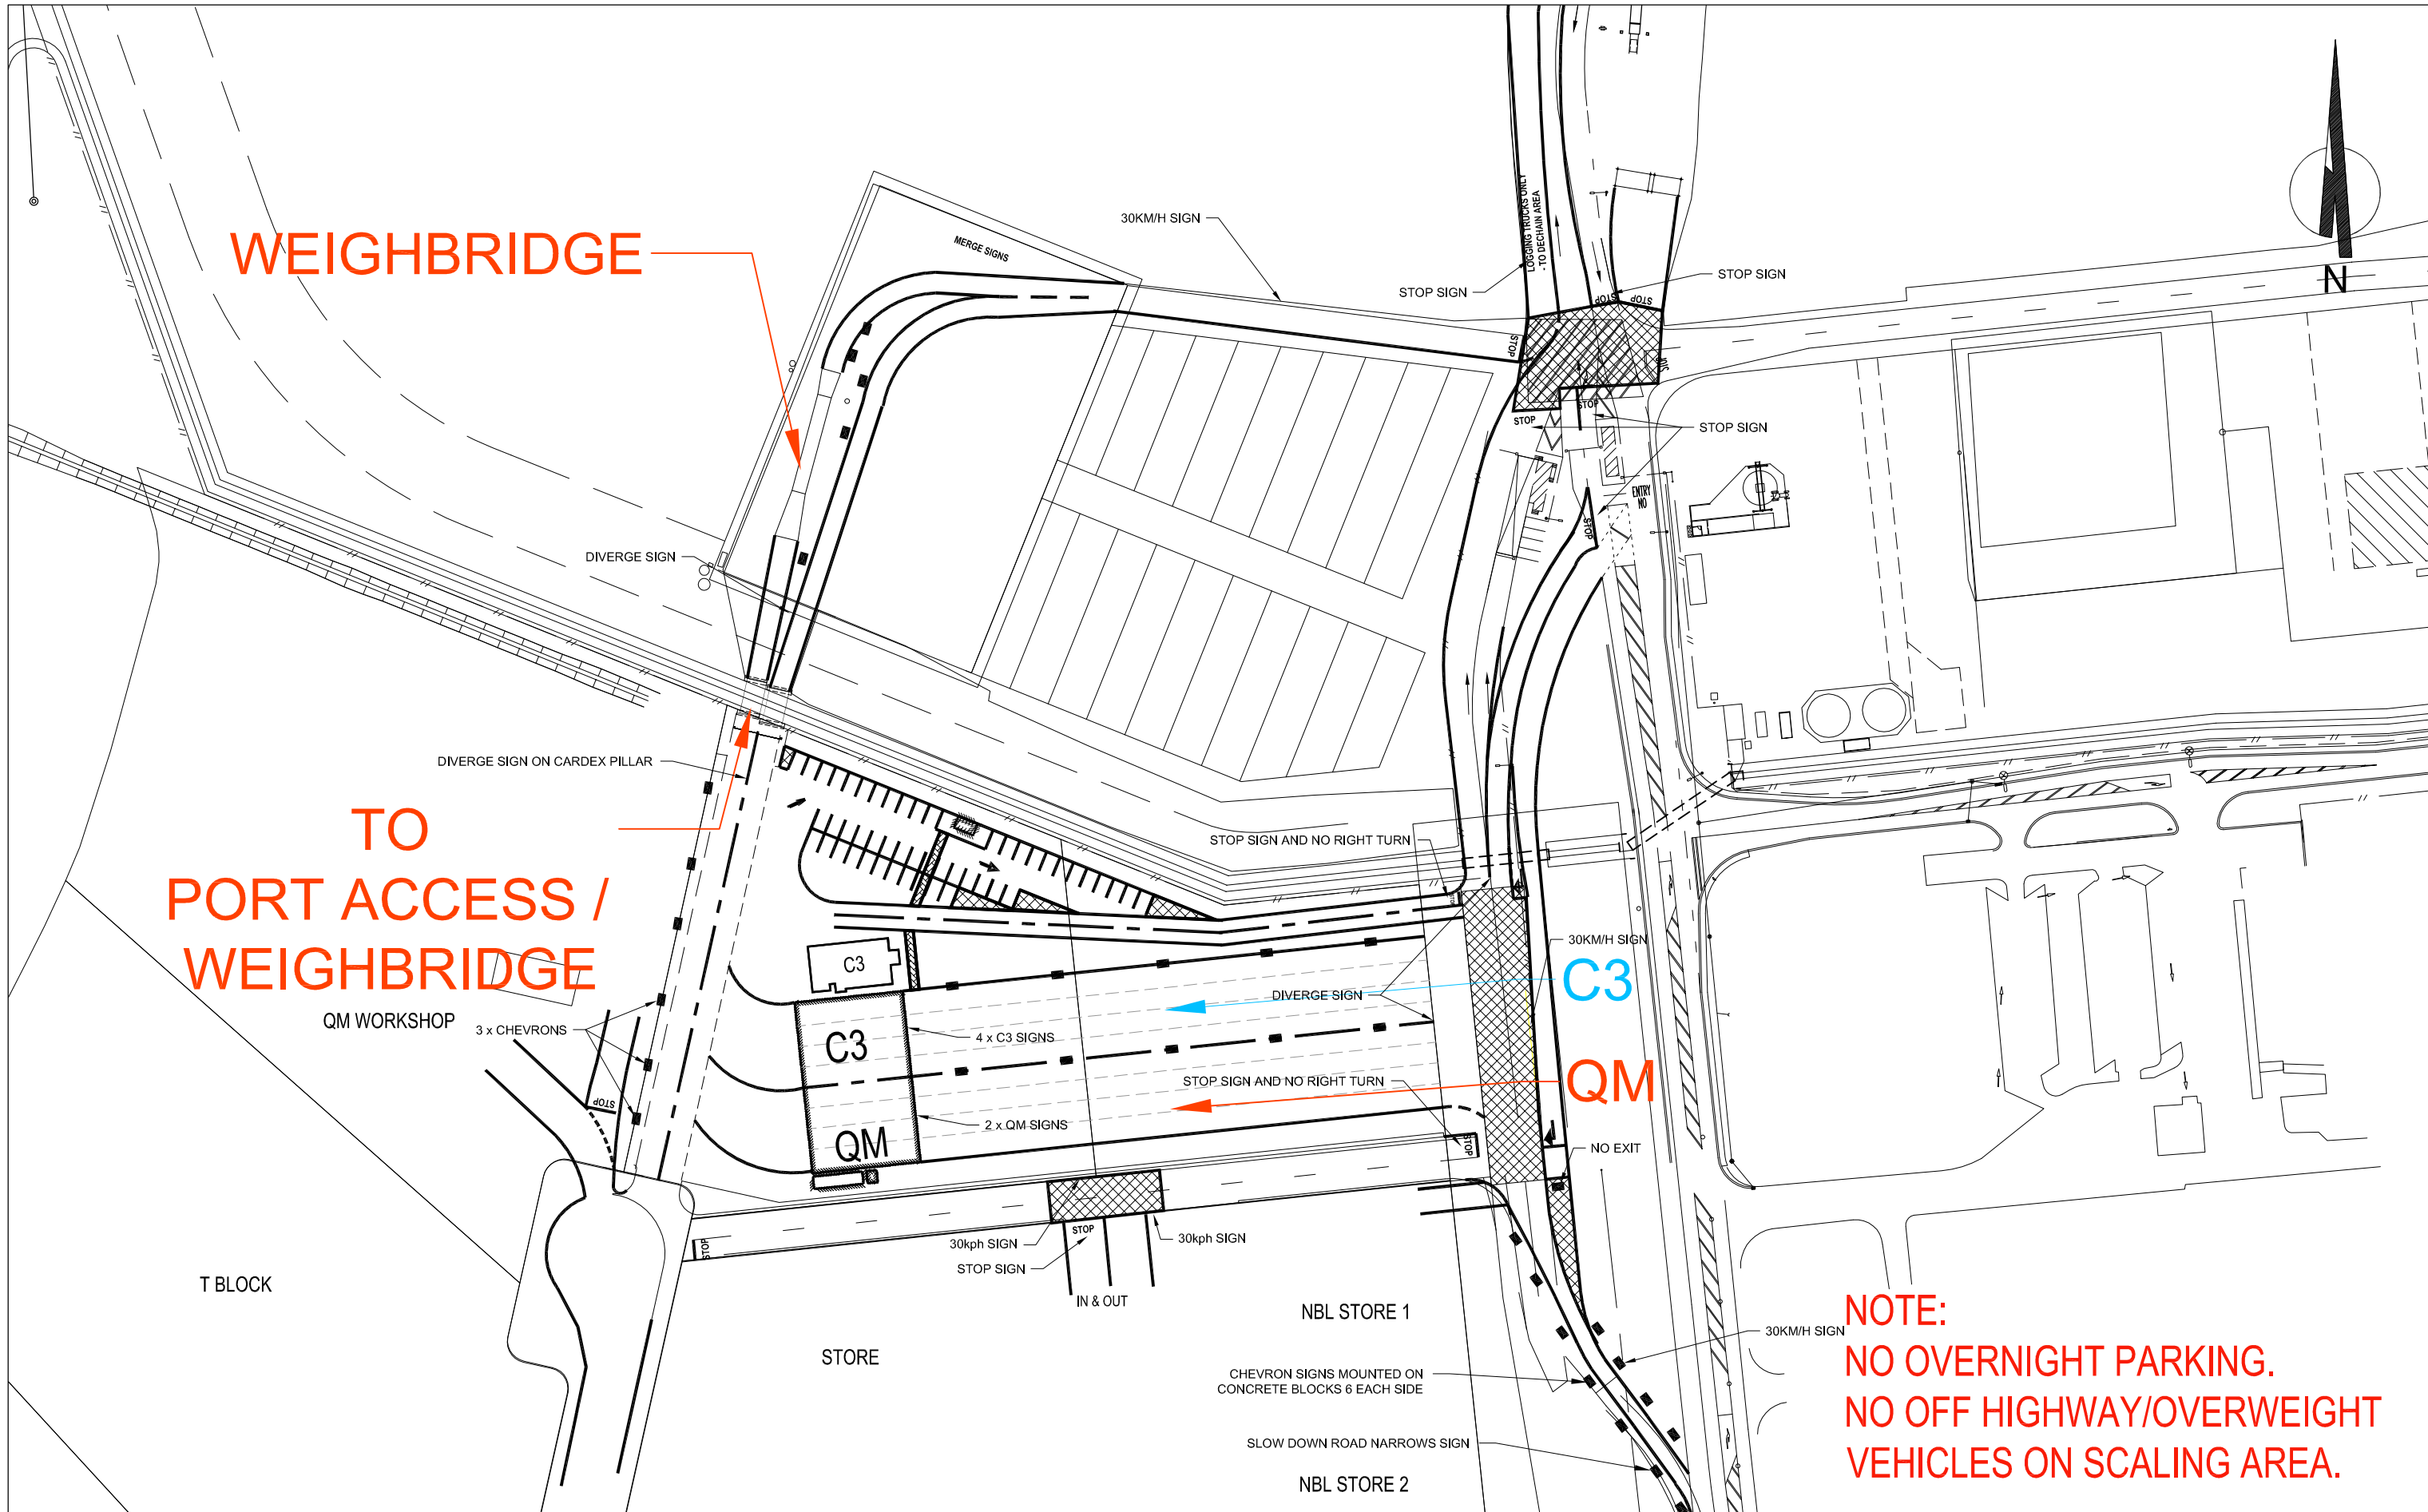 LOGGING TRUCKS ONLY
- TO DECHAIN AREA
30KM/H SIGN
WEIGHBRIDGE
MERGE SIGNS
STOP SIGN
STOP SIGN
N
STOP
STOP
STOP
STOP
STOP
STOP SIGN
ENTRY
NO
STOP
DIVERGE SIGN
DIVERGE SIGN ON CARDEX PILLAR
TO
PORT ACCESS /
WEIGHBRIDGE
STOP SIGN AND NO RIGHT TURN
STOP
30KM/H SIGN
C3
C3
DIVERGE SIGN
QM WORKSHOP
3 x CHEVRONS
C3
4 x C3 SIGNS
STOP SIGN AND NO RIGHT TURN
QM
STOP
2 x QM SIGNS
QM
STOP
NO EXIT
STOP
STOP
30kph SIGN
30kph SIGN
STOP SIGN
IN & OUT
T BLOCK
NBL STORE 1
STORE
30KM/H SIGN
CHEVRON SIGNS MOUNTED ON
CONCRETE BLOCKS 6 EACH SIDE
SLOW DOWN ROAD NARROWS SIGN
NBL STORE 2
NOTE:
NO OVERNIGHT PARKING.
NO OFF HIGHWAY/OVERWEIGHT
VEHICLES ON SCALING AREA.